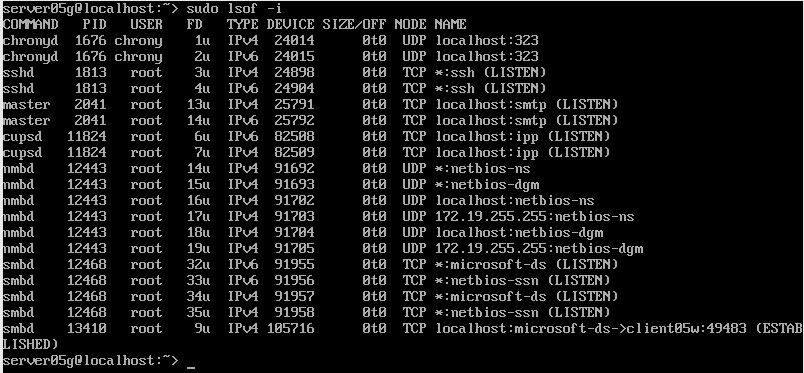 server05g@localhost:~> sudo lsof -i
COMMAND   PID   USER   FD   TYPE DEVICE SIZE/OFF NODE NAME
chronyd  1676 chrony    1u  IPv4  24014      0t0  UDP localhost:323
chronyd  1676 chrony    2u  IPv6  24015      0t0  UDP localhost:323
sshd     1813   root    3u  IPv4  24898      0t0  TCP *:ssh (LISTEN)
sshd     1813   root    4u  IPv6  24904      0t0  TCP *:ssh (LISTEN)
master   2041   root   13u  IPv4  25791      0t0  TCP localhost:smtp (LISTEN)
master   2041   root   14u  IPv6  25792      0t0  TCP localhost:smtp (LISTEN)
cupsd   11824   root    6u  IPv6  82508      0t0  TCP localhost:ipp (LISTEN)
cupsd   11824   root    7u  IPv4  82509      0t0  TCP localhost:ipp (LISTEN)
nmbd    12443   root   14u  IPv4  91692      0t0  UDP *:netbios-ns
nmbd    12443   root   15u  IPv4  91693      0t0  UDP *:netbios-dgm
nmbd    12443   root   16u  IPv4  91702      0t0  UDP localhost:netbios-ns
nmbd    12443   root   17u  IPv4  91703      0t0  UDP 172.19.255.255:netbios-ns
nmbd    12443   root   18u  IPv4  91704      0t0  UDP localhost:netbios-dgm
nmbd    12443   root   19u  IPv4  91705      0t0  UDP 172.19.255.255:netbios-dgm
smbd    12468   root   32u  IPv6  91955      0t0  TCP *:microsoft-ds (LISTEN)
smbd    12468   root   33u  IPv6  91956      0t0  TCP *:netbios-ssn (LISTEN)
smbd    12468   root   34u  IPv4  91957      0t0  TCP *:microsoft-ds (LISTEN)
smbd    12468   root   35u  IPv4  91958      0t0  TCP *:netbios-ssn (LISTEN)
smbd    13410   root    9u  IPv4 105716      0t0  TCP localhost:microsoft-ds->client05w:49483 (ESTAB
LISHED)
server05g@localhost:~> _